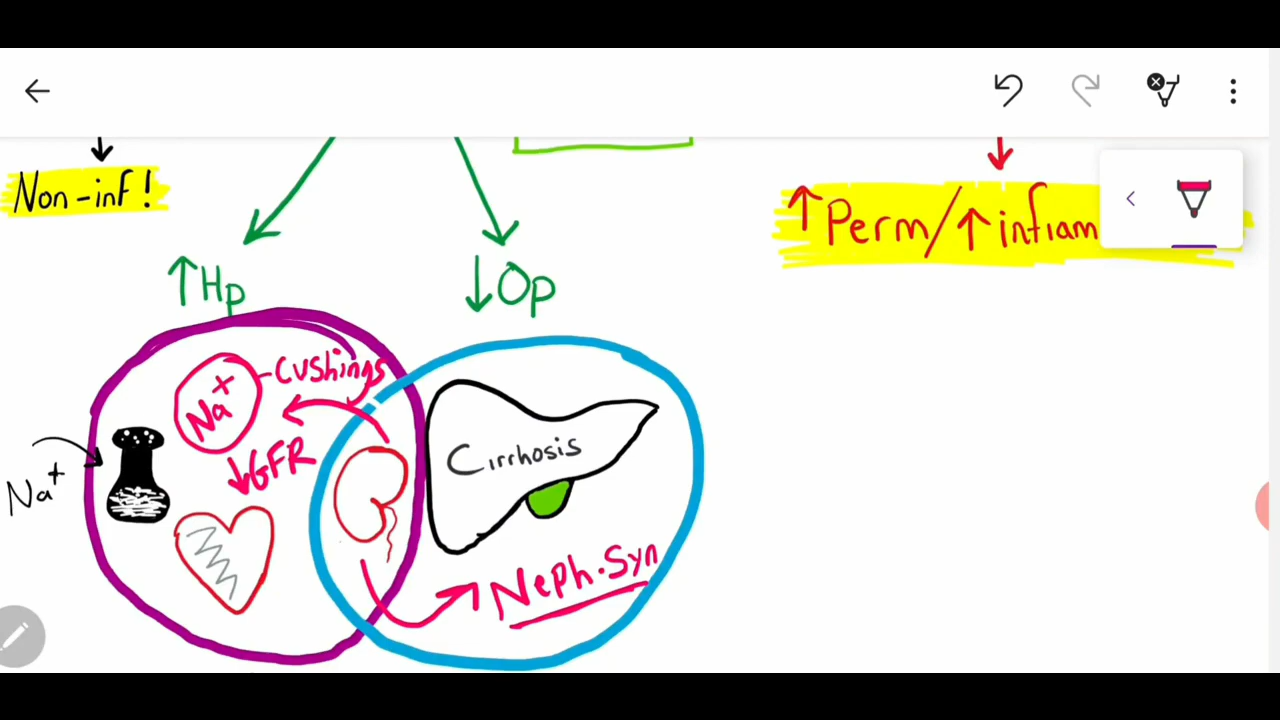 Non-inf!
↑Perm/↑inflam
↑Hp
↓Op
Na+
-Cushings
↓GFR
Na+
Cirrhosis
Neph.Syn